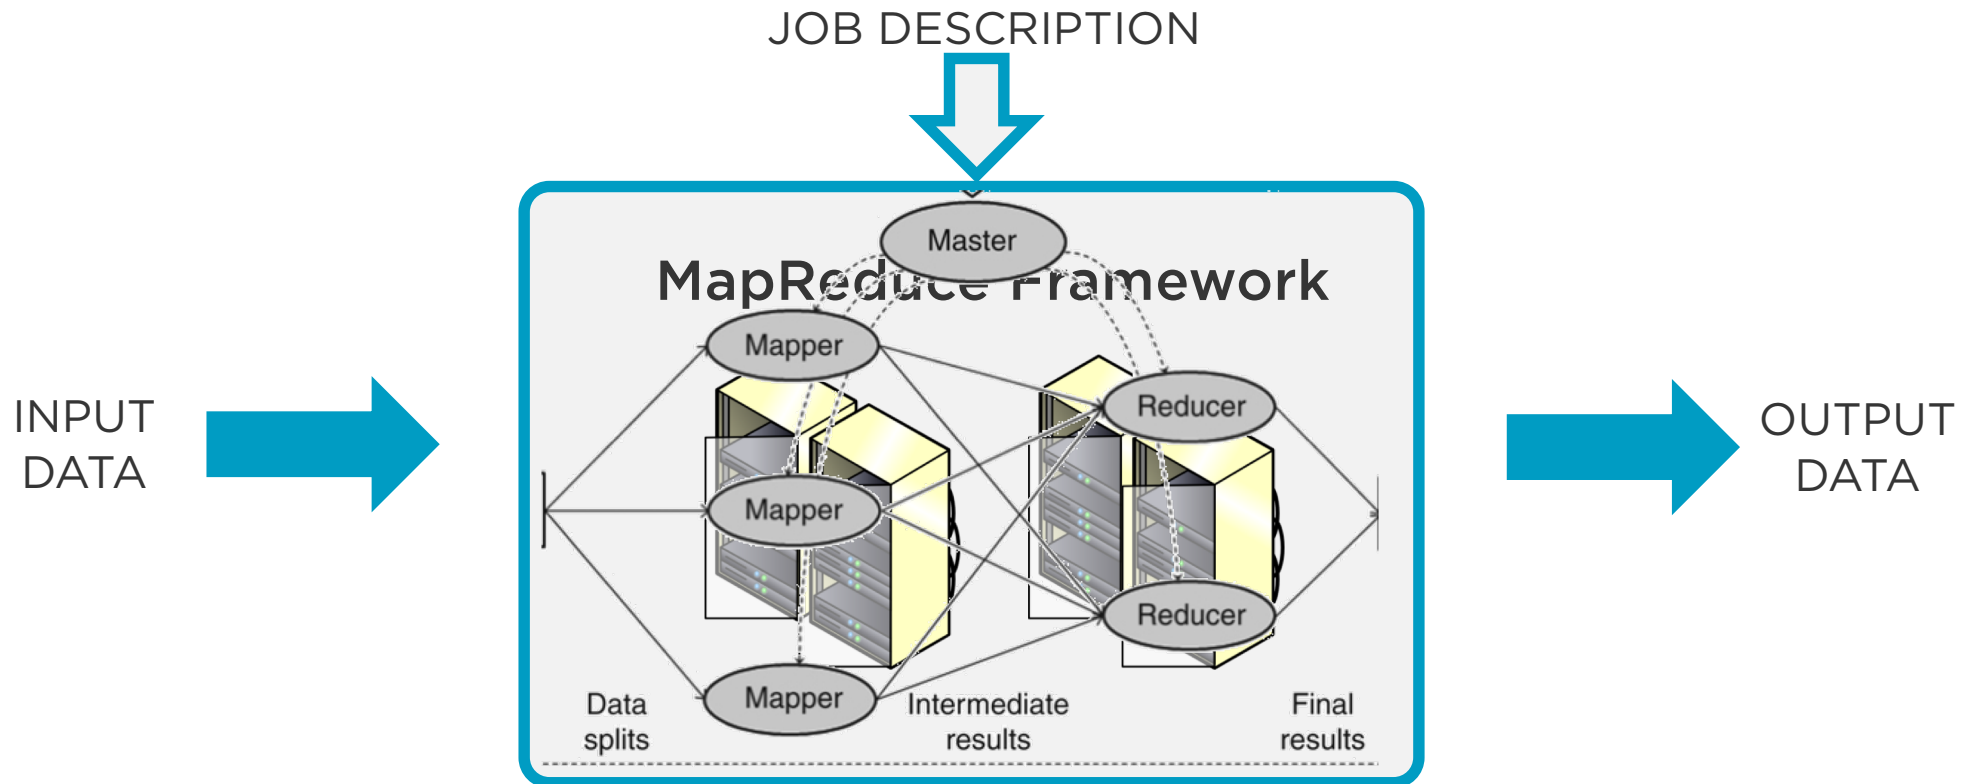 JOB DESCRIPTION
Master
MapReduce Framework
Mapper
Reducer
INPUT
DATA
OUTPUT
DATA
Mapper
Reducer
Mapper
Data
splits
Intermediate
results
Final
results